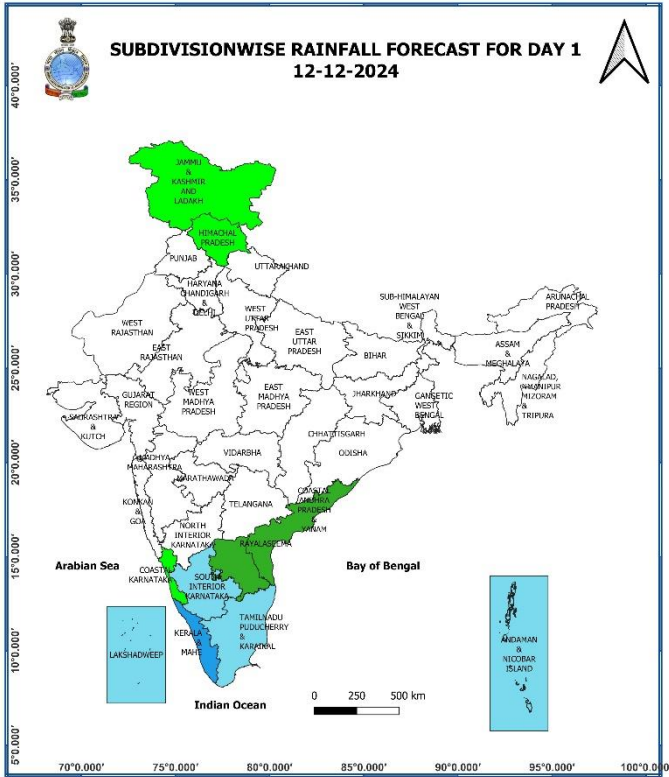 SUBDIVISIONWISE RAINFALL FORECAST FOR DAY 1
12-12-2024
40°0.000'
35°0.000'
30°0.000'
25°0.000'
20°0.000'
15°0.000'
10°0.000'
5°0.000'
JAMMU
&
KASHMIR
AND
LADAKH
HIMACHAL
PRADESH
PUNJAB
UTTARAKHAND
HARYANA
CHANDIGARH
&
DELHI
WEST
RAJASTHAN
EAST
RAJASTHAN
WEST
UTTAR
PRADESH
EAST
UTTAR
PRADESH
SUB-HIMALAYAN
WEST
BENGAL
&
SIKKIM
ARUNACHAL
PRADESH
ASSAM
&
MEGHALAYA
NAGALAD,
MANIPUR
MIZORAM
&
TRIPURA
BIHAR
JHARKHAND
GANGETIC
WEST
BENGAL
GUJARAT
REGION
SAURASHTRA
&
KUTCH
WEST
MADHYA
PRADESH
EAST
MADHYA
PRADESH
CHHATTISGARH
ODISHA
VIDARBHA
MADHYA
MAHARASHTRA
MARATHAWADA
KONKAN
&
GOA
TELANGANA
COASTAL
ANDHRA
PRADESH
&
YANAM
NORTH
INTERIOR
KARNATAKA
RAYALASEEMA
Arabian Sea
Bay of Bengal
COASTAL
KARNATAKA
SOUTH
INTERIOR
KARNATAKA
TAMILNADU
PUDUCHERRY
&
KARAIKAL
KERALA
&
MAHE
LAKSHADWEEP
ANDAMAN
&
NICOBAR
ISLAND
Indian Ocean
0 250 500 km
70°0.000' 75°0.000' 80°0.000' 85°0.000' 90°0.000' 95°0.000' 100°0.000'